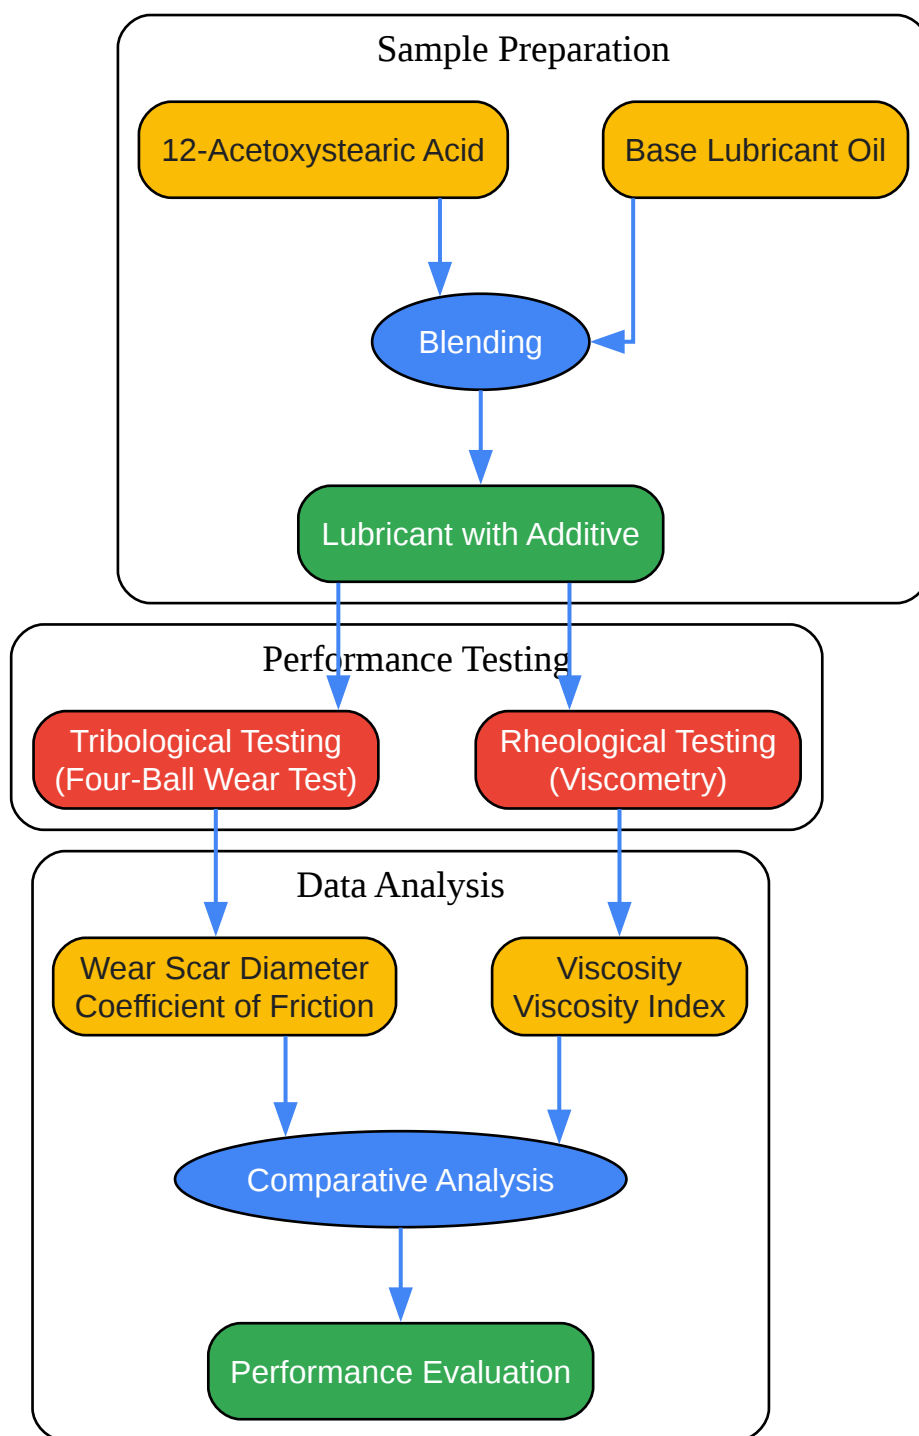 Sample Preparation
12-Acetoxystearic Acid
Base Lubricant Oil
Blending
Lubricant with Additive
Performance Testing
Tribological Testing
(Four-Ball Wear Test)
Rheological Testing
(Viscometry)
Data Analysis
Wear Scar Diameter
Coefficient of Friction
Viscosity
Viscosity Index
Comparative Analysis
Performance Evaluation